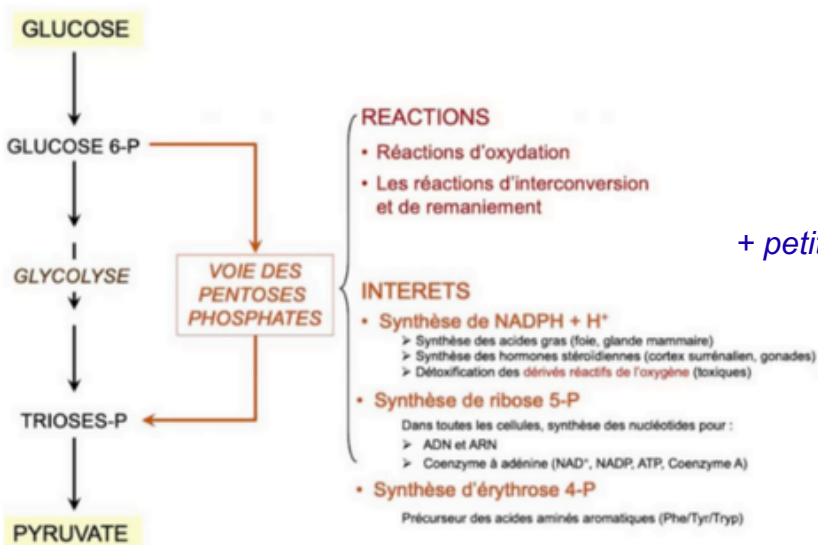 GLUCOSE
GLUCOSE 6-P
GLYCOLYSE
TRIOSES-P
PYRUVATE
VOIE DES
PENTOSES
PHOSPHATES
REACTIONS
• Réactions d'oxydation
• Les réactions d'interconversion
et de remaniement
INTERETS
• Synthèse de NADPH + H⁺
➢ Synthèse des acides gras (foie, glande mammaire)
➢ Synthèse des hormones stéroïdiennes (cortex surrénalien, gonades)
➢ Détoxification des dérivés réactifs de l'oxygène (toxiques)
• Synthèse de ribose 5-P
Dans toutes les cellules, synthèse des nucléotides pour :
➢ ADN et ARN
➢ Coenzyme à adénine (NAD⁺, NADP, ATP, Coenzyme A)
• Synthèse d'érythrose 4-P
Précurseur des acides aminés aromatiques (Phe/Tyr/Tryp)
+ petit